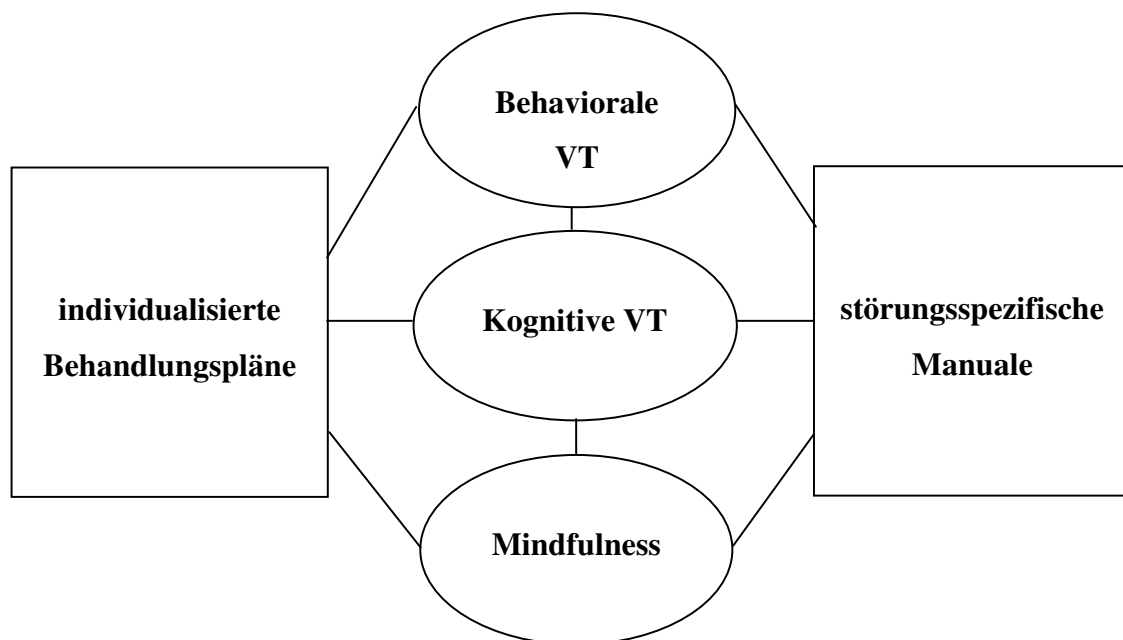 Behaviorale
VT
individualisierte
Behandlungspläne
Kognitive VT
störungsspezifische
Manuale
Mindfulness